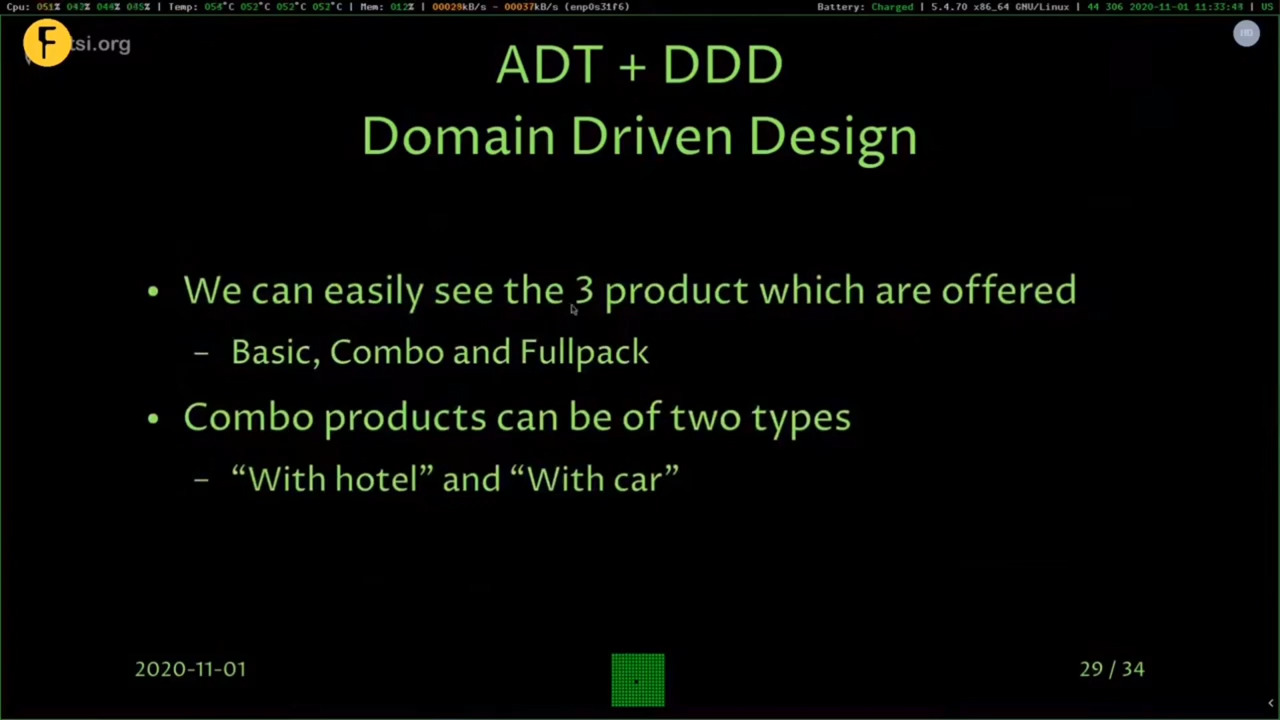 Cpu: 051% 042% 044% 045% | Temp: 054°C 052°C 052°C 052°C | Mem: 012% | 00029kB/s - 00037kB/s (enp0s31f6)
Battery: Charged | 5.4.70 x86_64 GNU/Linux | 44 306 2020-11-01 11:33:44 | US
F tsi.org
HD
ADT + DDD
Domain Driven Design
• We can easily see the 3 product which are offered
– Basic, Combo and Fullpack
• Combo products can be of two types
– “With hotel” and “With car”
2020-11-01
29 / 34